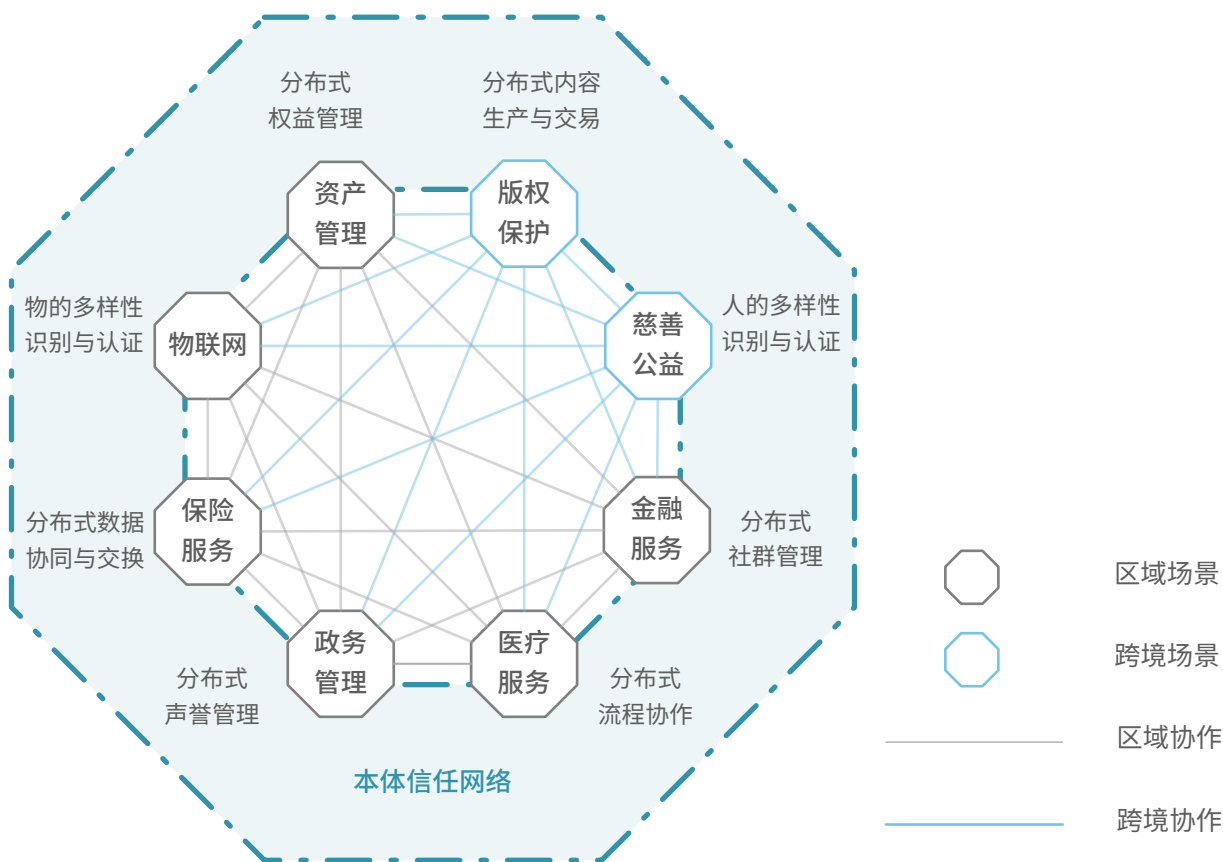 分布式
权益管理
分布式内容
生产与交易
资产
管理
版权
保护
物的多样性
识别与认证
物联网
慈善
公益
人的多样性
识别与认证
分布式数据
协同与交换
保险
服务
金融
服务
分布式
社群管理
分布式
声誉管理
政务
管理
医疗
服务
分布式
流程协作
本体信任网络
区域场景
跨境场景
区域协作
跨境协作